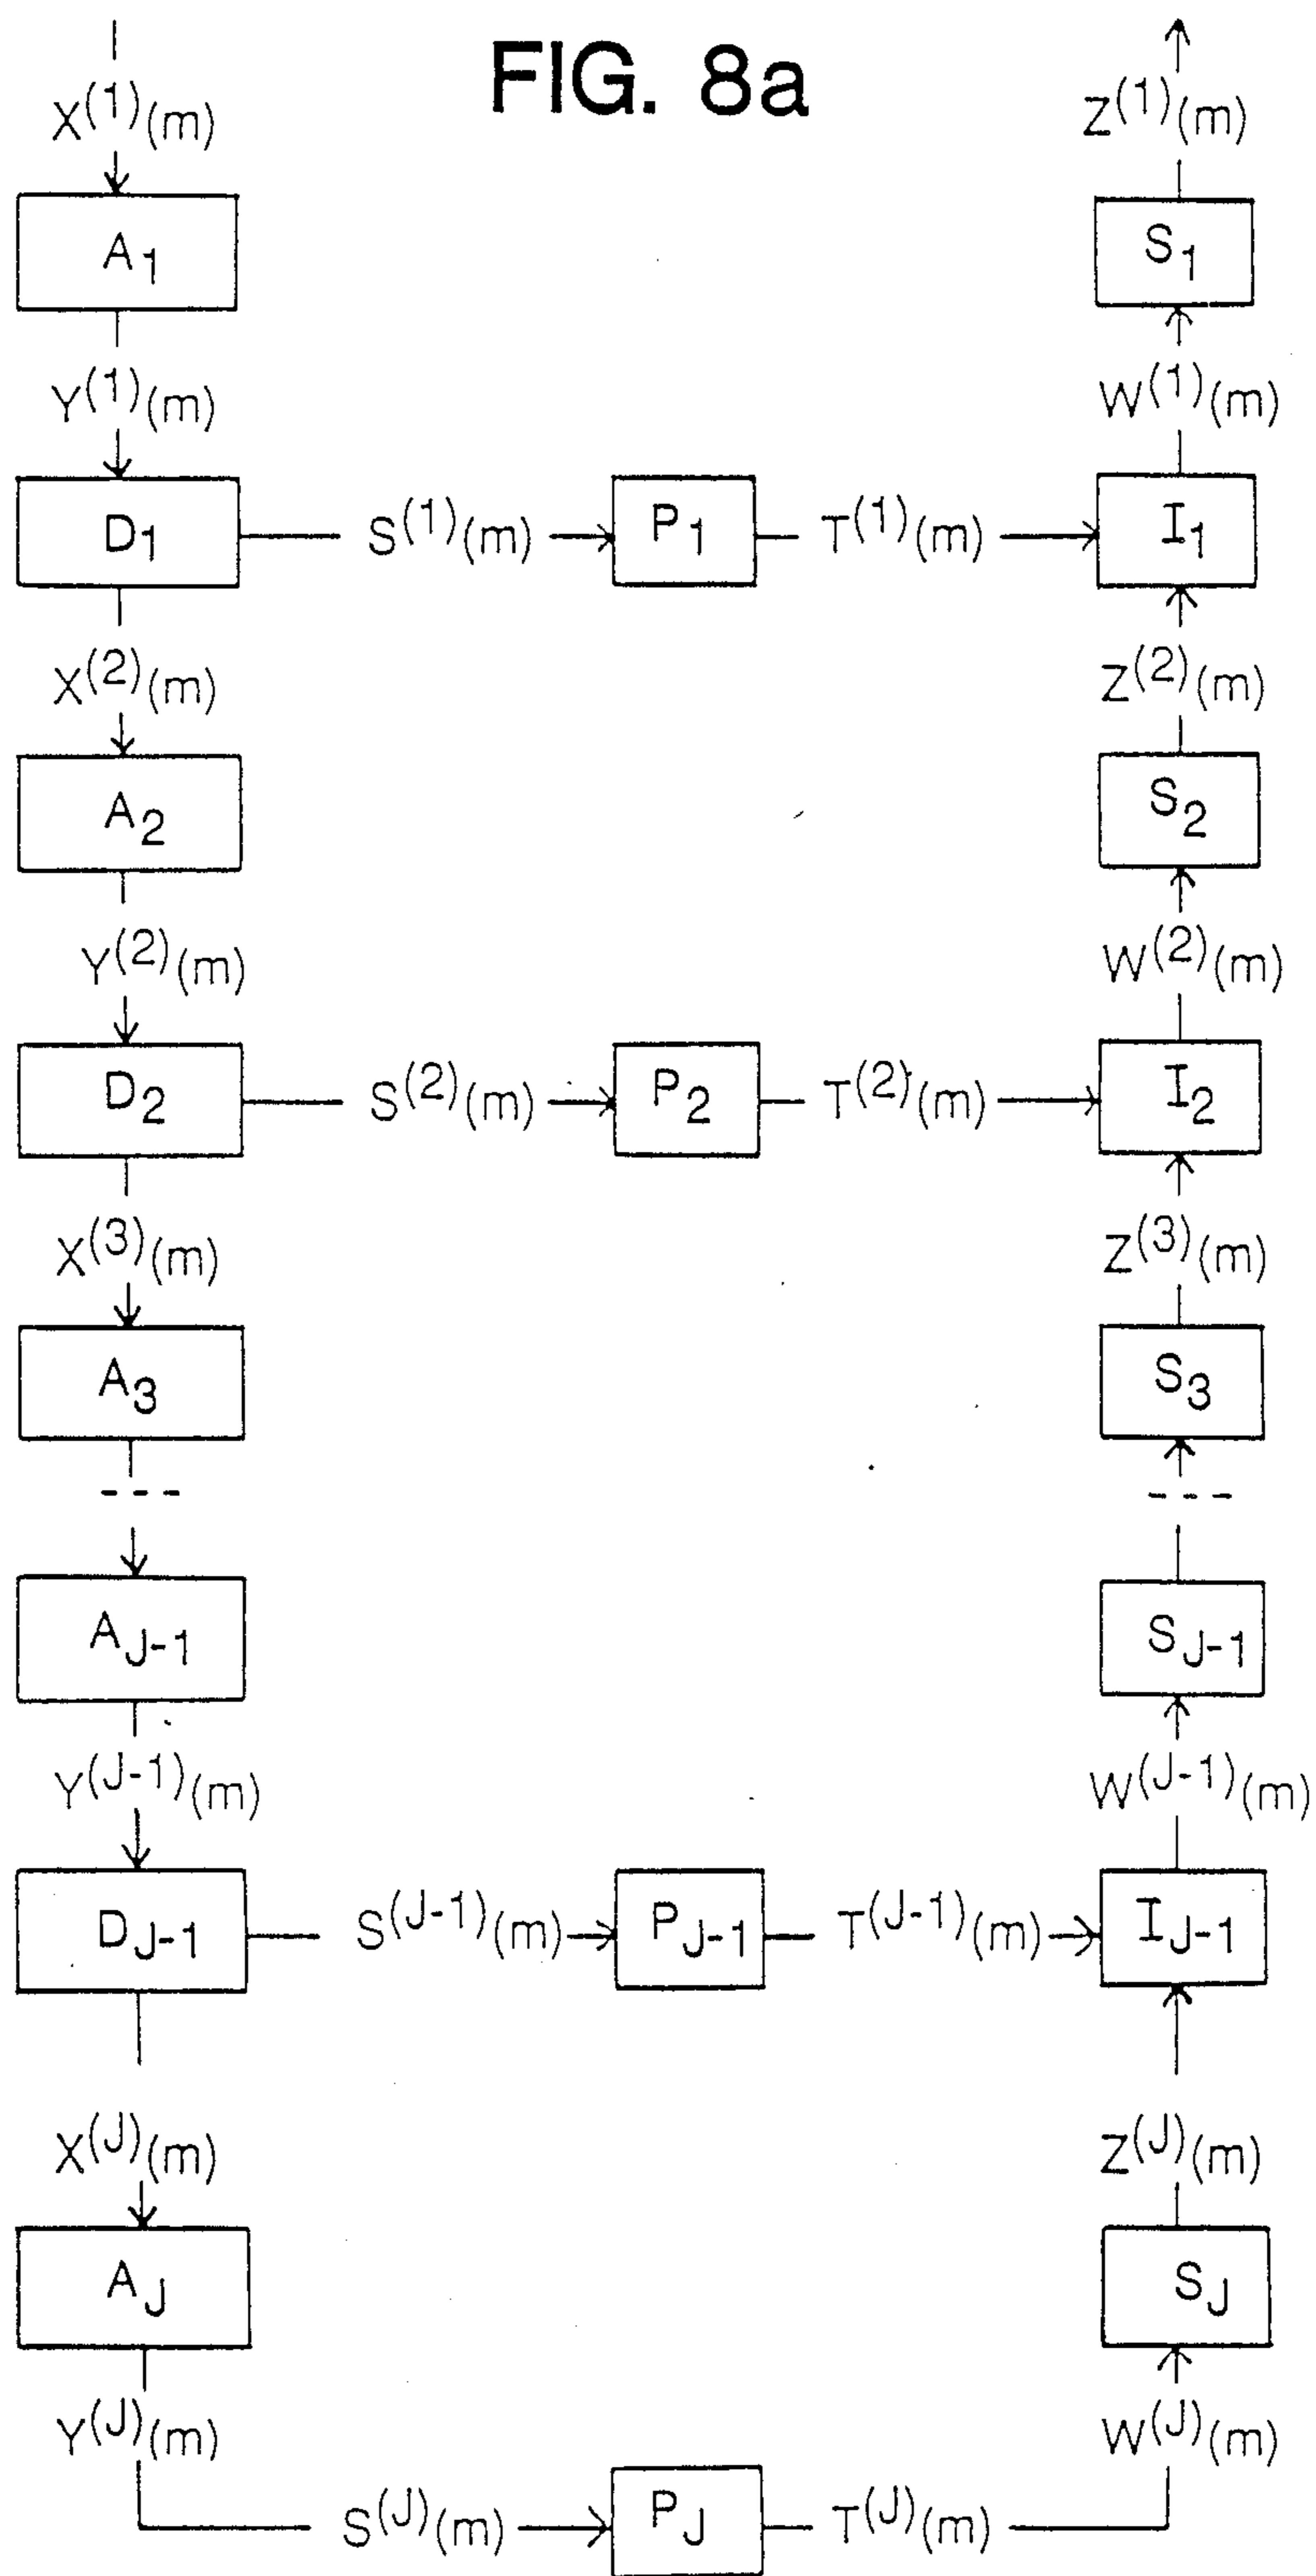 FIG. 8a
X(1)(m) Z(1)(m)
A1 S1
Y(1)(m) W(1)(m)
D1 S(1)(m) P1 T(1)(m) I1
X(2)(m) Z(2)(m)
A2 S2
Y(2)(m) W(2)(m)
D2 S(2)(m) P2 T(2)(m) I2
X(3)(m) Z(3)(m)
A3 S3
AJ-1 SJ-1
Y(J-1)(m) W(J-1)(m)
DJ-1 S(J-1)(m) PJ-1 T(J-1)(m) IJ-1
X(J)(m) Z(J)(m)
AJ SJ
Y(J)(m) W(J)(m)
S(J)(m) PJ T(J)(m)